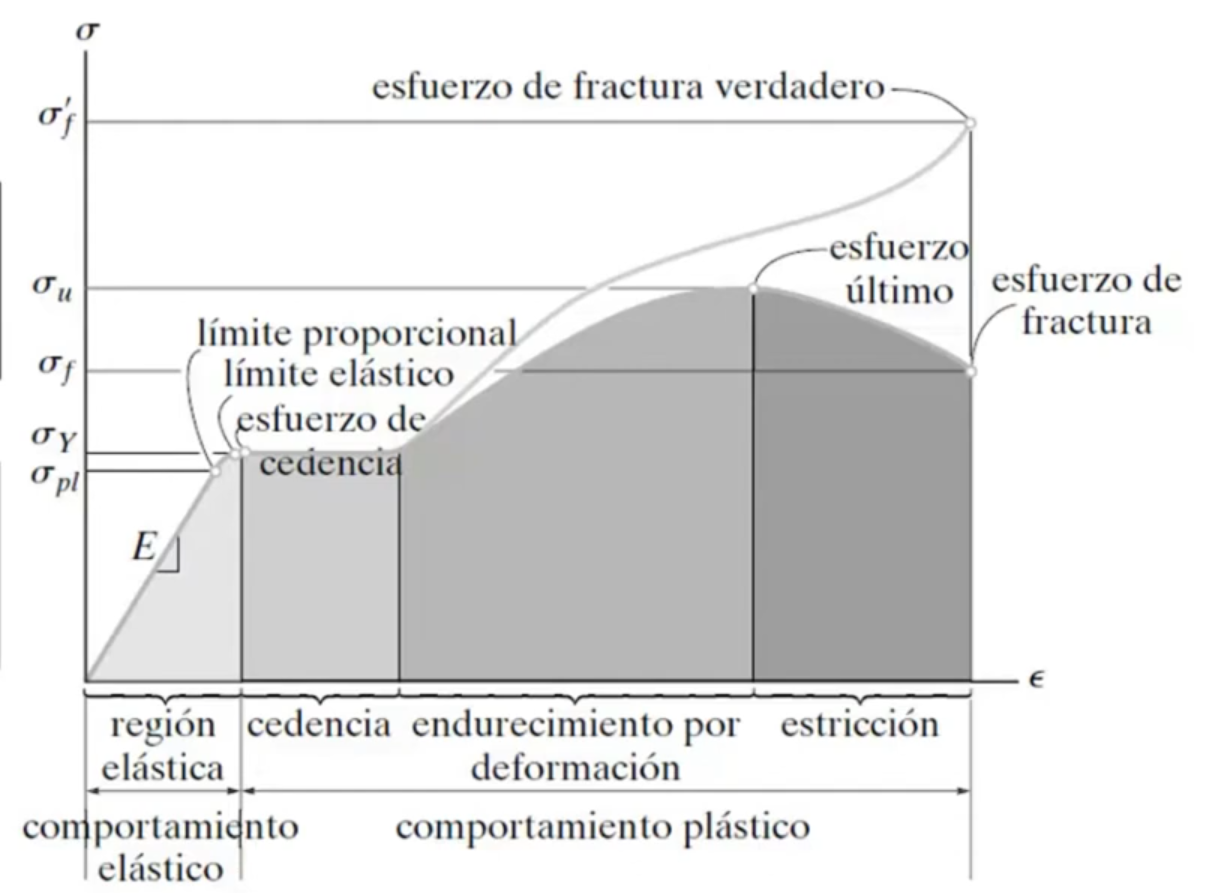 σ
esfuerzo de fractura verdadero
σ′f
esfuerzo
último
esfuerzo de
fractura
σu
límite proporcional
σf
límite elástico
esfuerzo de
cedencia
σY
σpl
E
ϵ
región
elástica
cedencia
endurecimiento por
deformación
estricción
comportamiento
elástico
comportamiento plástico